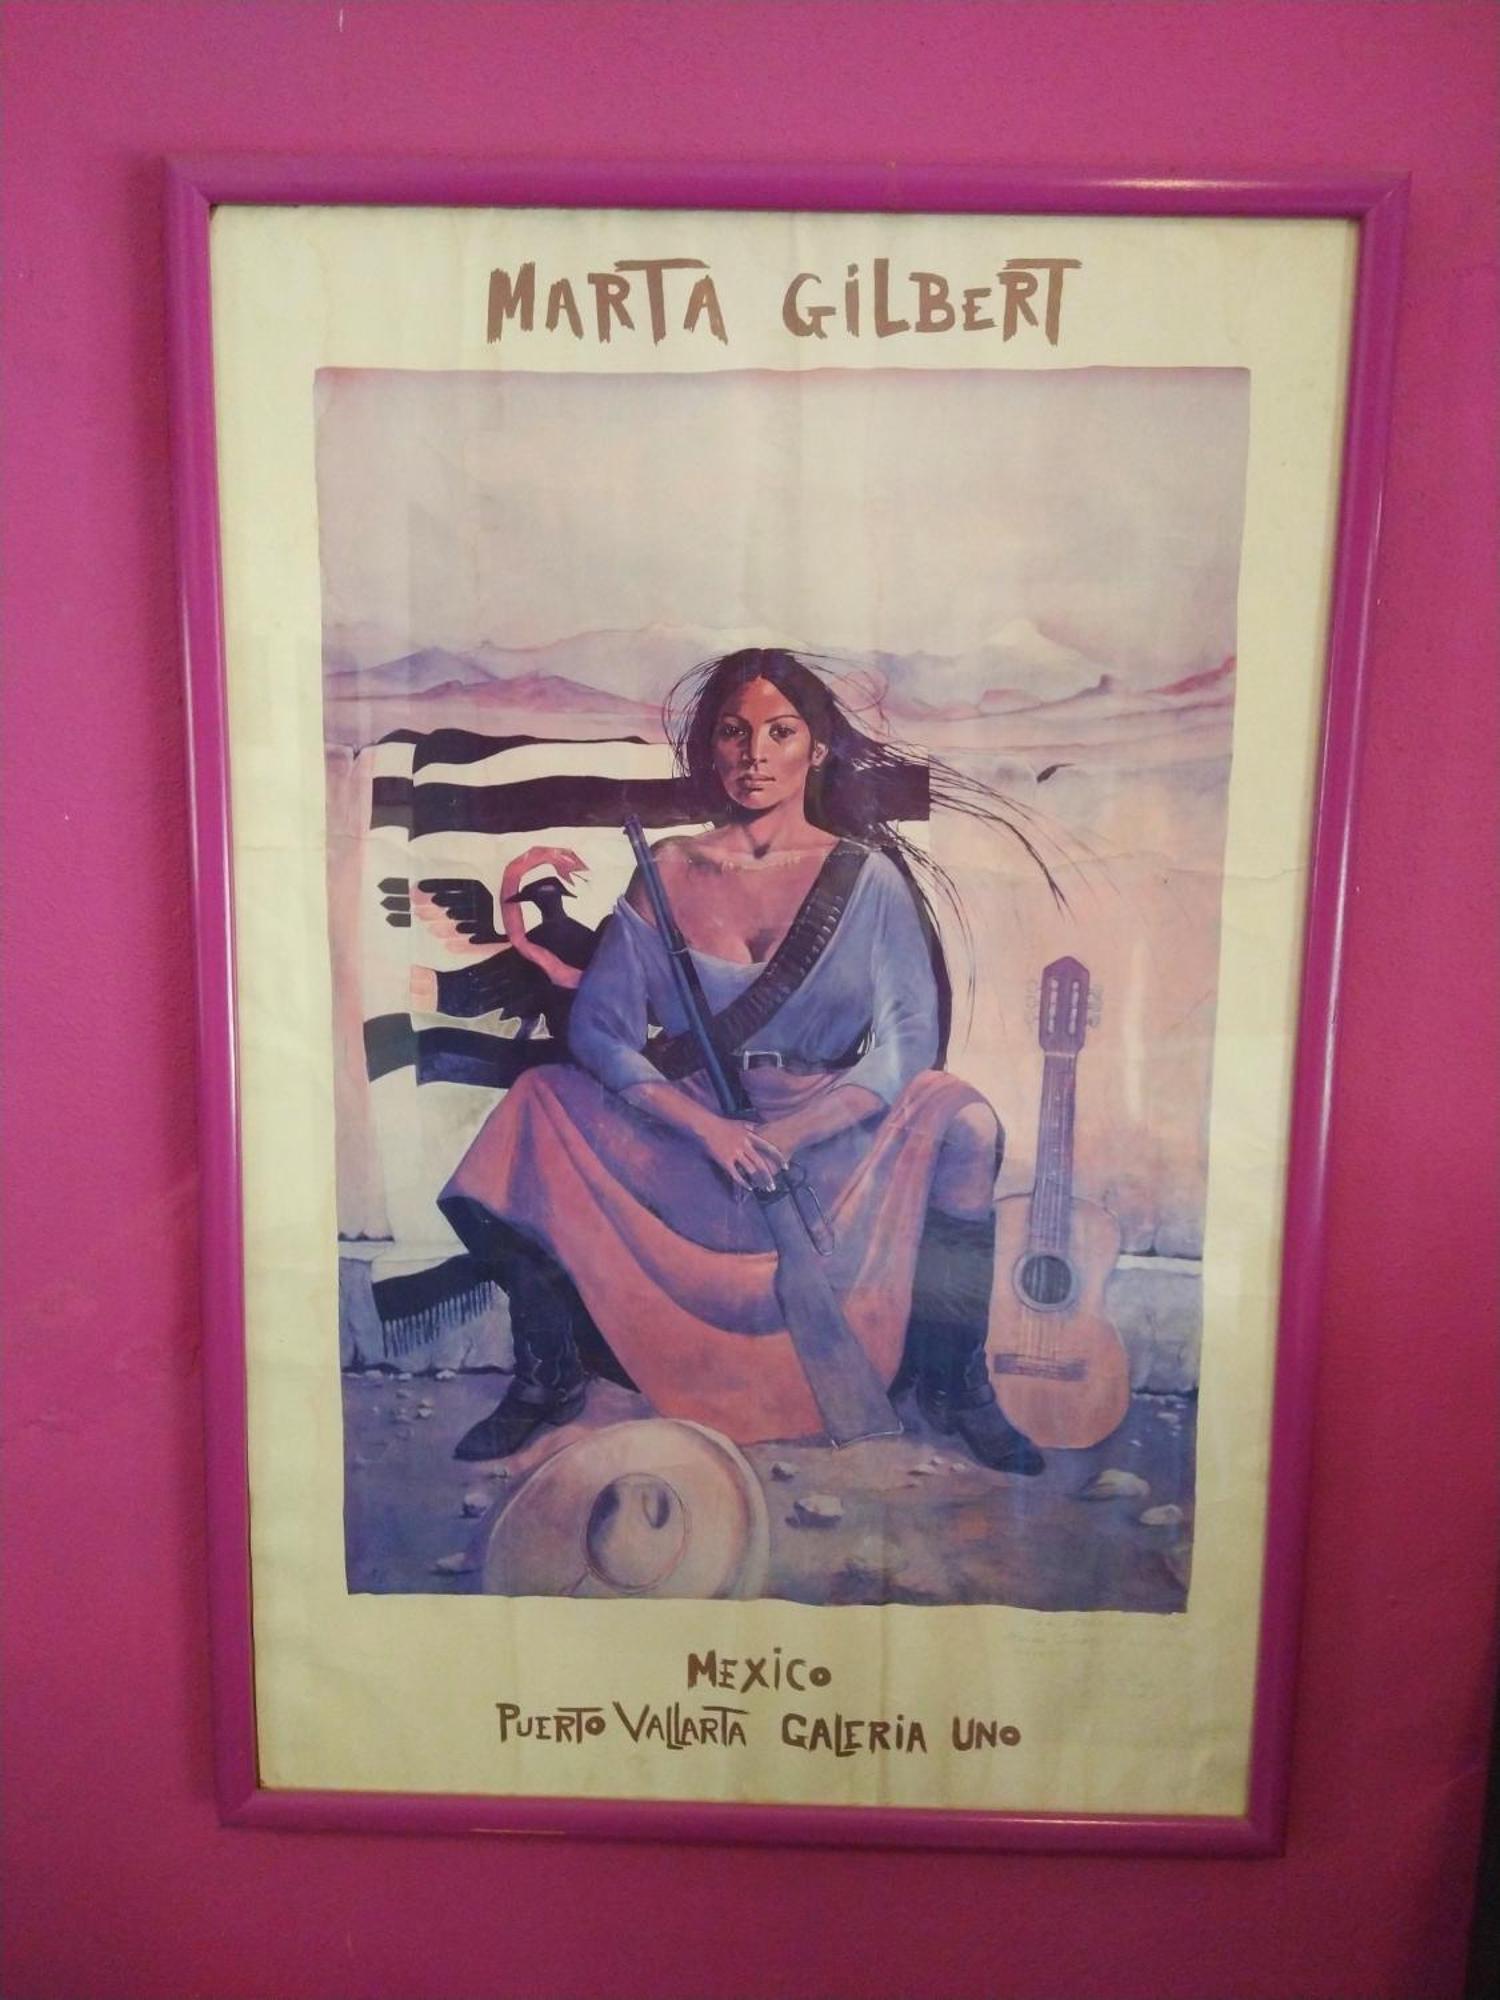 MARTA GILBERT
MEXICO
PUERTO VALLARTA GALERIA UNO